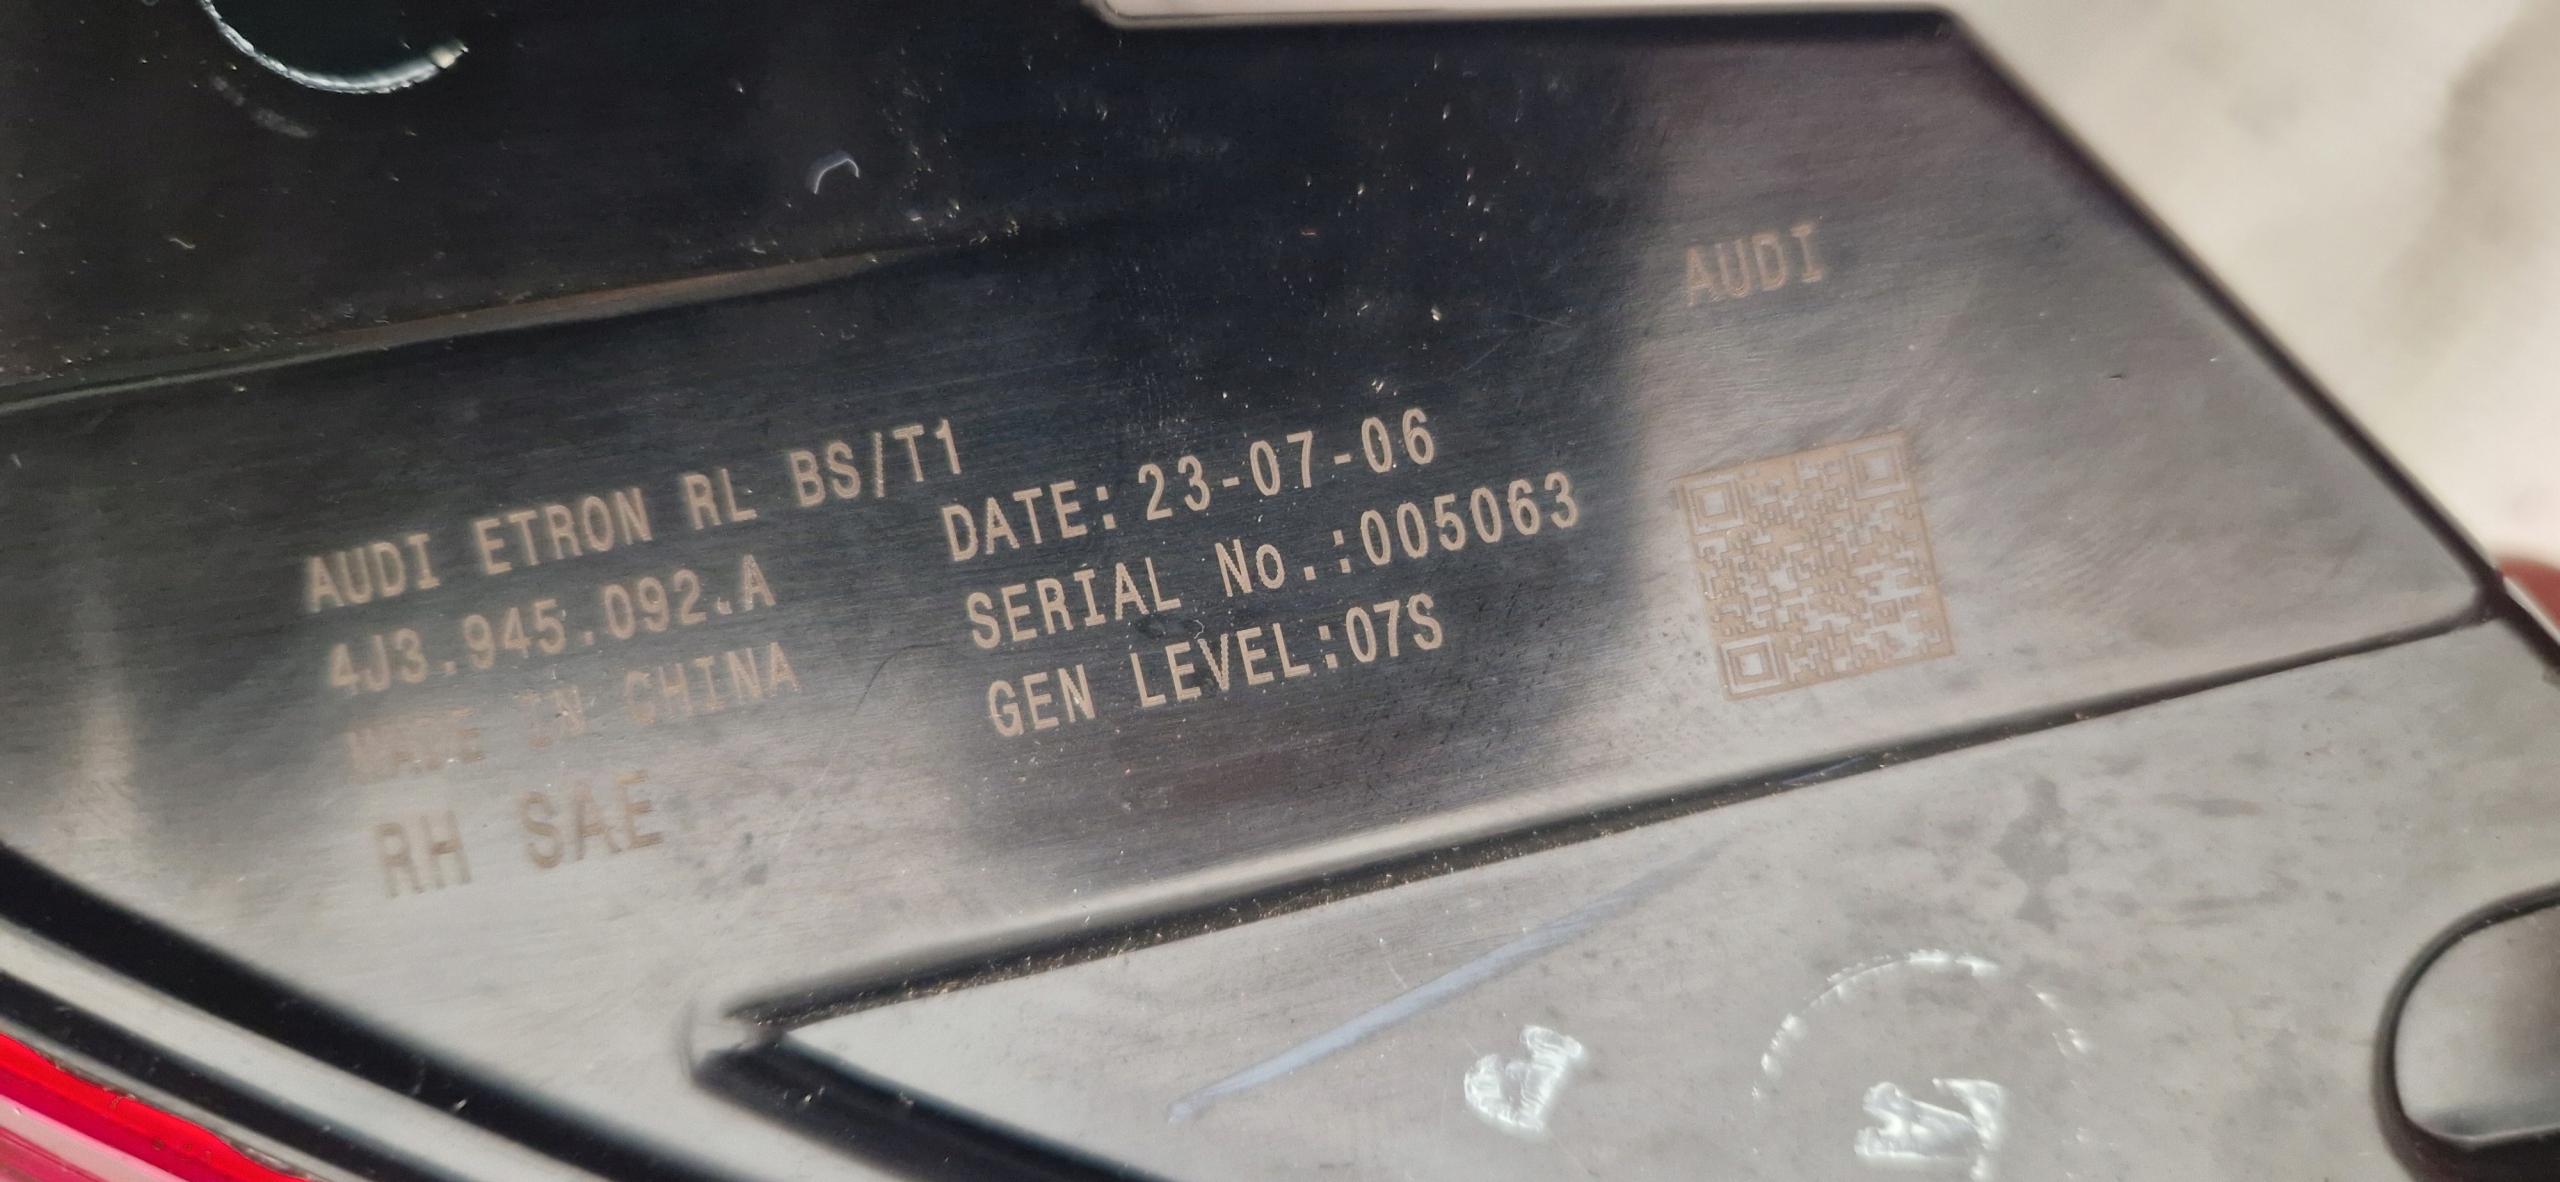 AUDI
AUDI ETRON RL BS/T1
4J3.945.092.A
MADE IN CHINA
RH SAE
DATE: 23-07-06
SERIAL No.:005063
GEN LEVEL:07S